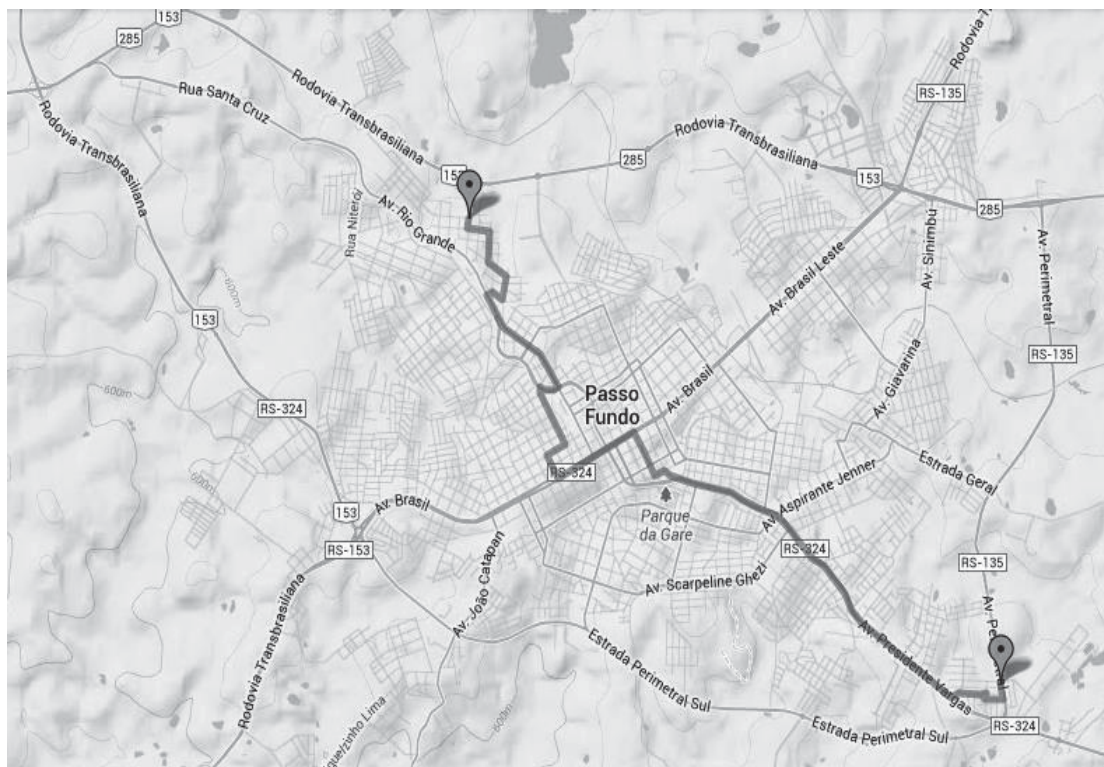 153
285
Rodovia Transbrasiliana
Rua Santa Cruz
Rodovia Transbrasiliana
RS-135
Rodovia Transbrasiliana
285
153
285
Av. Rio Grande
Rua Niterói
Av. Sinimbú
Av. Perimetral
600m
153
Av. Brasil Leste
RS-135
600m
RS-324
Passo
Fundo
Av. Brasil
Av. Giavarina
RS-324
600m
Av. Aspirante Jenner
Estrada Geral
Av. Brasil
153
Parque
da Gare
RS-324
RS-153
Av. João Catapan
Av. Scarpeline Ghezi
RS-135
Rodovia Transbrasiliana
Estrada Perimetral Sul
Av. Presidente Vargas
Estrada Perimetral Sul
RS-324
600m